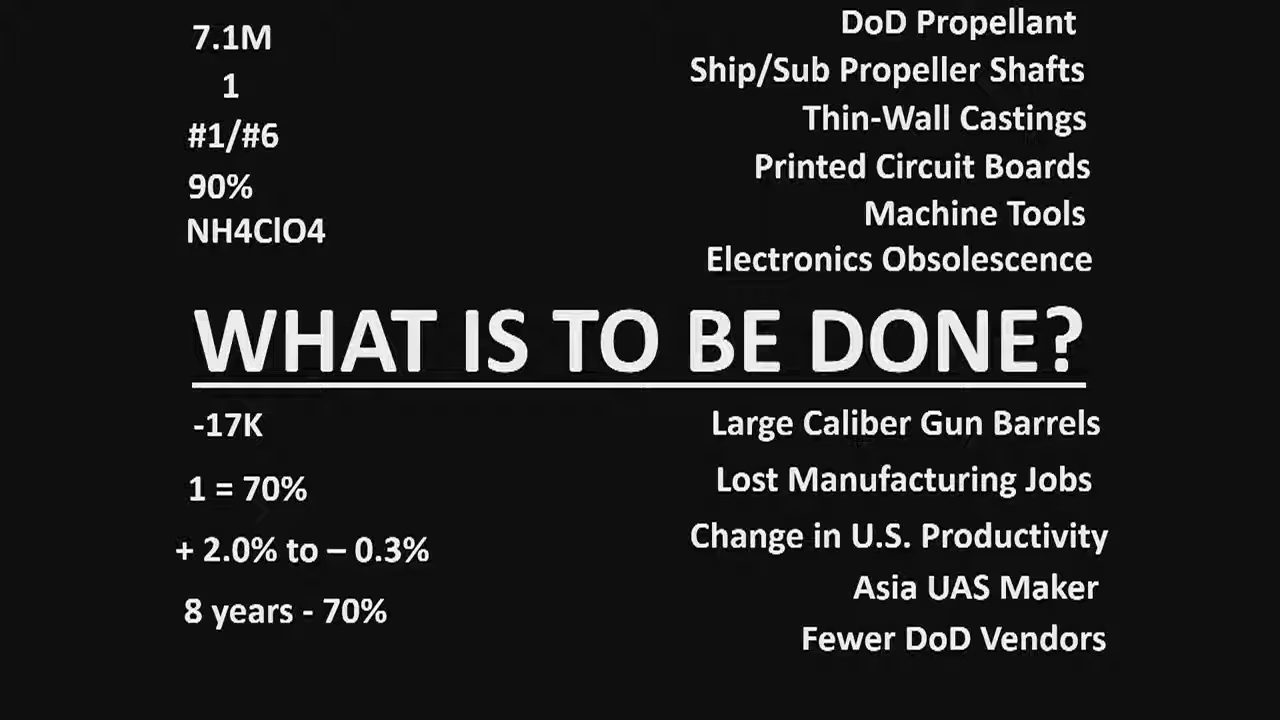 7.1M
DoD Propellant
1
Ship/Sub Propeller Shafts
#1/#6
Thin-Wall Castings
90%
Printed Circuit Boards
NH4ClO4
Machine Tools
Electronics Obsolescence
WHAT IS TO BE DONE?
-17K
Large Caliber Gun Barrels
1 = 70%
Lost Manufacturing Jobs
+ 2.0% to – 0.3%
Change in U.S. Productivity
8 years - 70%
Asia UAS Maker
Fewer DoD Vendors